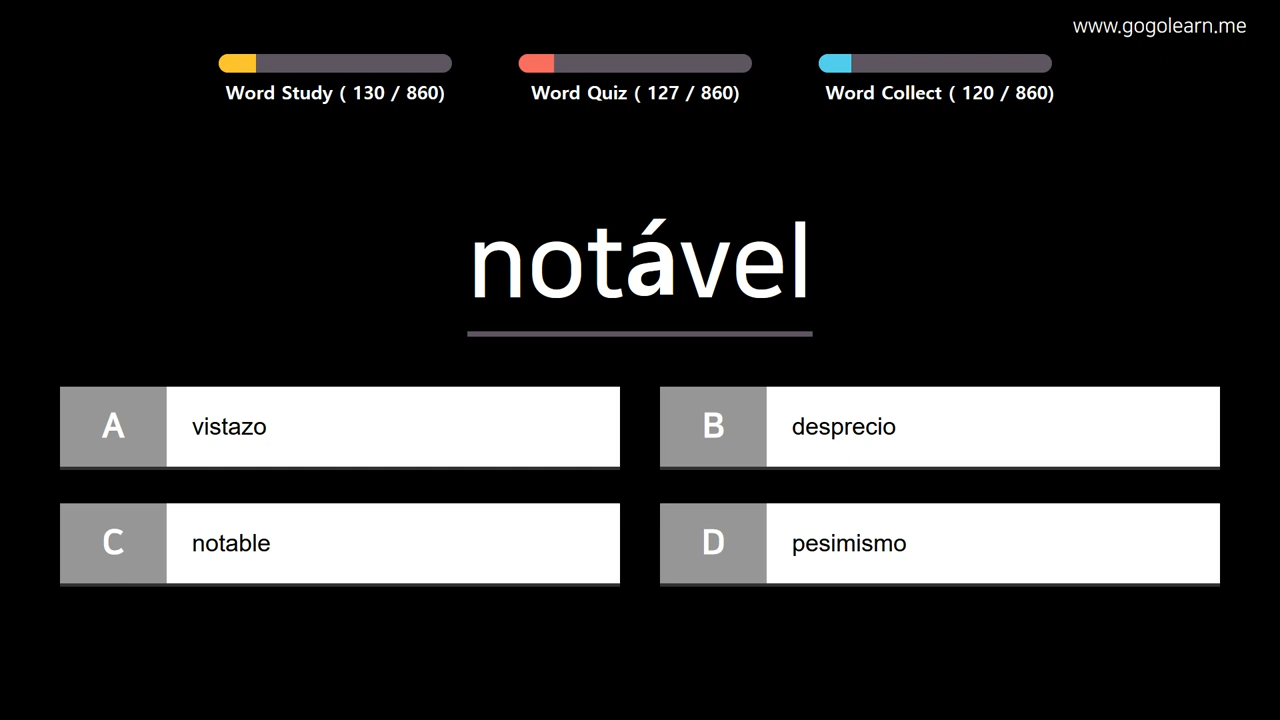 www.gogolearn.me
Word Study ( 130 / 860)
Word Quiz ( 127 / 860)
Word Collect ( 120 / 860)
notável
A vistazo
B desprecio
C notable
D pesimismo